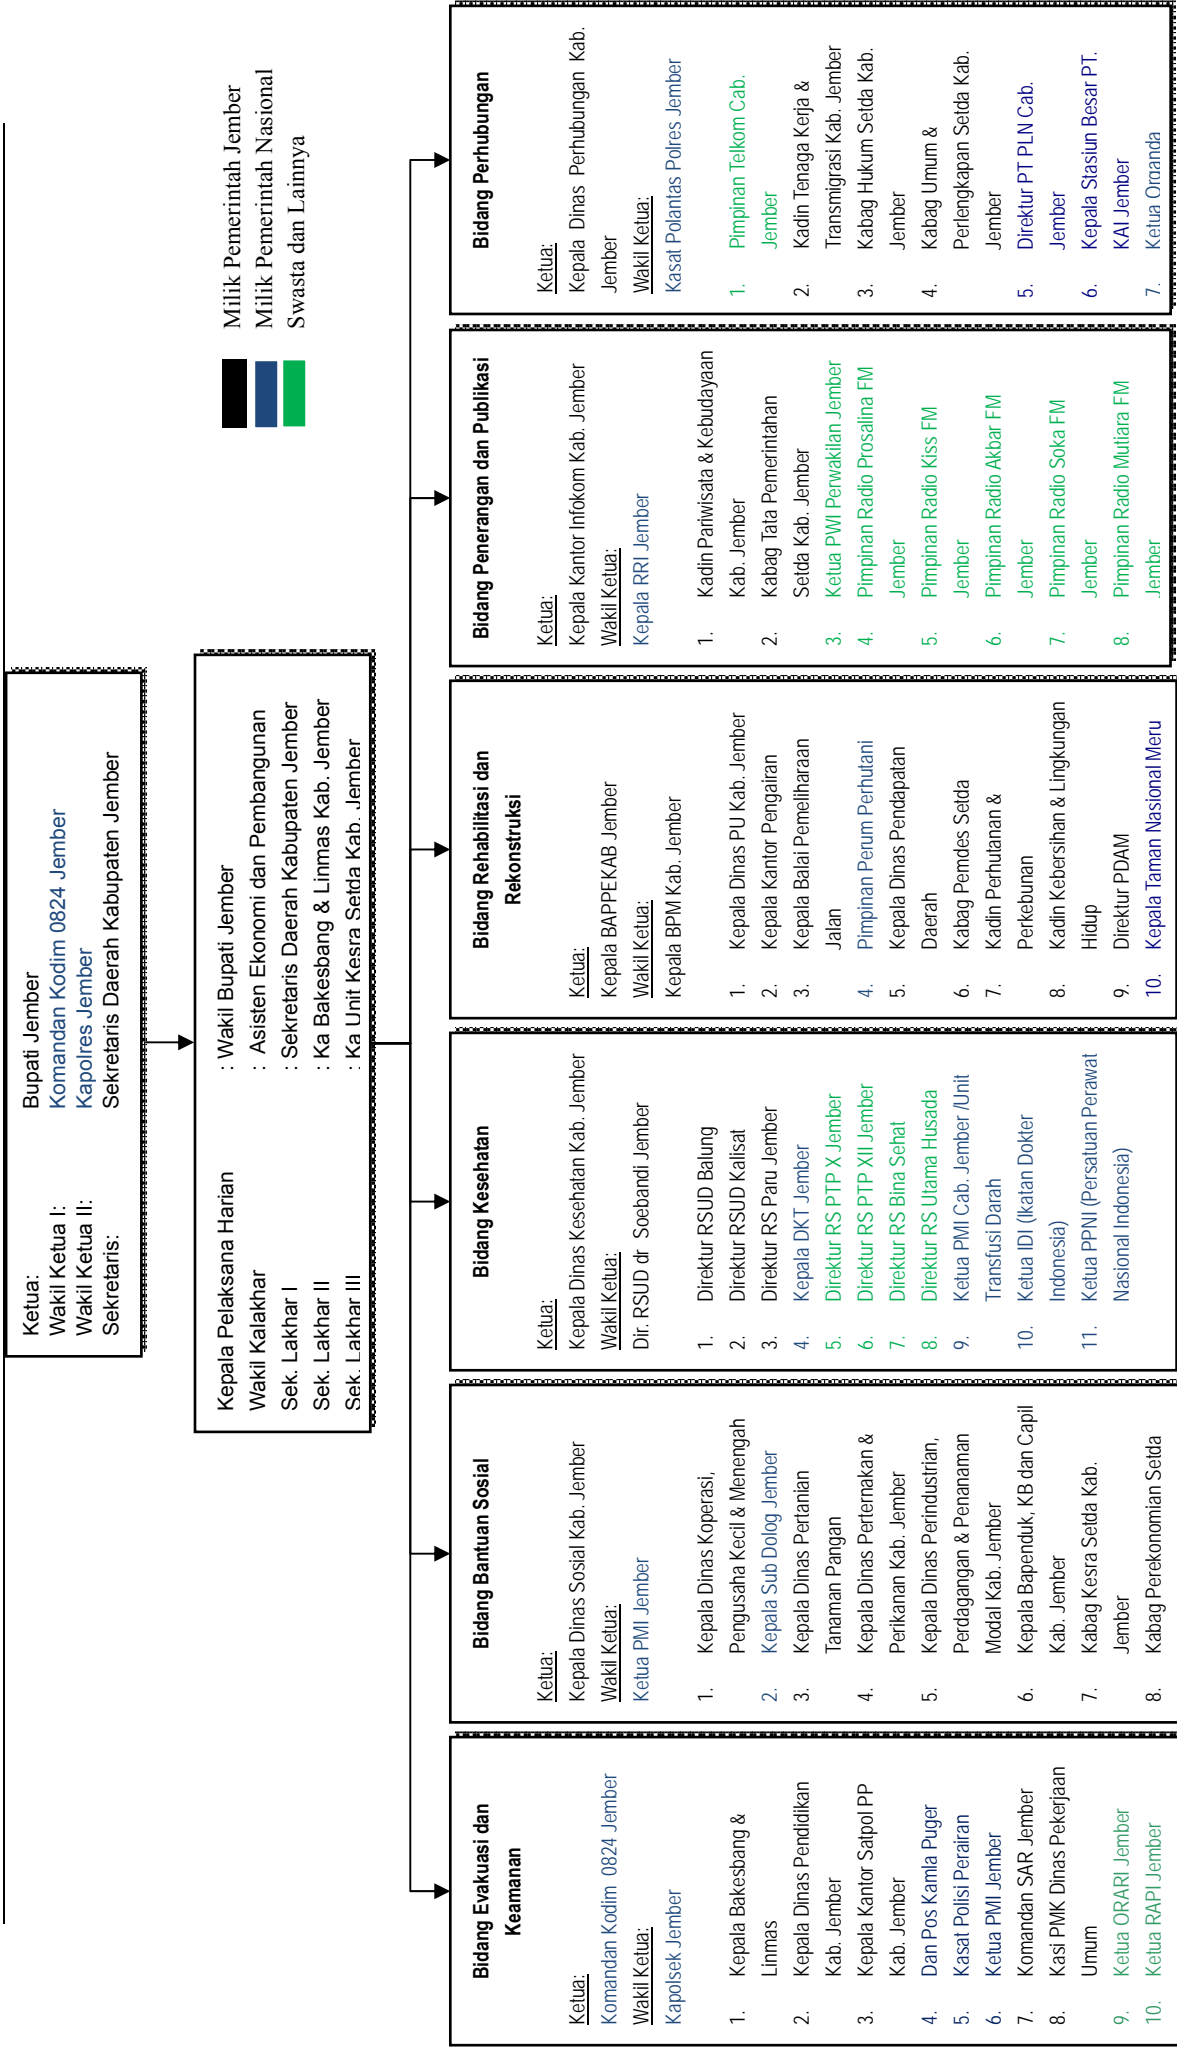 Ketua: Bupati Jember
Wakil Ketua I: Komandan Kodim 0824 Jember
Wakil Ketua II: Kapolres Jember
Sekretaris: Sekretaris Daerah Kabupaten Jember
Kepala Pelaksana Harian : Wakil Bupati Jember
Wakil Kalakhar : Asisten Ekonomi dan Pembangunan
Sek. Lakhar I : Sekretaris Daerah Kabupaten Jember
Sek. Lakhar II : Ka Bakesbang & Linmas Kab. Jember
Sek. Lakhar III : Ka Unit Kesra Setda Kab. Jember
Milik Pemerintah Jember
Milik Pemerintah Nasional
Swasta dan Lainnya
Bidang Evakuasi dan
Keamanan
Ketua:
Komandan Kodim 0824 Jember
Wakil Ketua:
Kapolsek Jember
1. Kepala Bakesbang &
Linmas
2. Kepala Dinas Pendidikan
Kab. Jember
3. Kepala Kantor Satpol PP
Kab. Jember
4. Dan Pos Kamla Puger
5. Kasat Polisi Perairan
6. Ketua PMI Jember
7. Komandan SAR Jember
8. Kasi PMK Dinas Pekerjaan
Umum
9. Ketua ORARI Jember
10. Ketua RAPI Jember
Bidang Bantuan Sosial
Ketua:
Kepala Dinas Sosial Kab. Jember
Wakil Ketua:
Ketua PMI Jember
1. Kepala Dinas Koperasi,
Pengusaha Kecil & Menengah
2. Kepala Sub Dolog Jember
3. Kepala Dinas Pertanian
Tanaman Pangan
4. Kepala Dinas Perternakan &
Perikanan Kab. Jember
5. Kepala Dinas Perindustrian,
Perdagangan & Penanaman
Modal Kab. Jember
6. Kepala Bapenduk, KB dan Capil
Kab. Jember
7. Kabag Kesra Setda Kab.
Jember
8. Kabag Perekonomian Setda
Bidang Kesehatan
Ketua:
Kepala Dinas Kesehatan Kab. Jember
Wakil Ketua:
Dir. RSUD dr Soebandi Jember
1. Direktur RSUD Balung
2. Direktur RSUD Kalisat
3. Direktur RS Paru Jember
4. Kepala DKT Jember
5. Direktur RS PTP X Jember
6. Direktur RS PTP XII Jember
7. Direktur RS Bina Sehat
8. Direktur RS Utama Husada
9. Ketua PMI Cab. Jember /Unit
Transfusi Darah
10. Ketua IDI (Ikatan Dokter
Indonesia)
11. Ketua PPNI (Persatuan Perawat
Nasional Indonesia)
Bidang Rehabilitasi dan
Rekonstruksi
Ketua:
Kepala BAPPEKAB Jember
Wakil Ketua:
Kepala BPM Kab. Jember
1. Kepala Dinas PU Kab. Jember
2. Kepala Kantor Pengairan
3. Kepala Balai Pemeliharaan
Jalan
4. Pimpinan Perum Perhutani
5. Kepala Dinas Pendapatan
Daerah
6. Kabag Pemdes Setda
7. Kadin Perhutanan &
Perkebunan
8. Kadin Kebersihan & Lingkungan
Hidup
9. Direktur PDAM
10. Kepala Taman Nasional Meru
Bidang Penerangan dan Publikasi
Ketua:
Kepala Kantor Infokom Kab. Jember
Wakil Ketua:
Kepala RRI Jember
1. Kadin Pariwisata & Kebudayaan
Kab. Jember
2. Kabag Tata Pemerintahan
Setda Kab. Jember
3. Ketua PWI Perwakilan Jember
4. Pimpinan Radio Prosalina FM
Jember
5. Pimpinan Radio Kiss FM
Jember
6. Pimpinan Radio Akbar FM
Jember
7. Pimpinan Radio Soka FM
Jember
8. Pimpinan Radio Mutiara FM
Jember
Bidang Perhubungan
Ketua:
Kepala Dinas Perhubungan Kab.
Jember
Wakil Ketua:
Kasat Polantas Polres Jember
1. Pimpinan Telkom Cab.
Jember
2. Kadin Tenaga Kerja &
Transmigrasi Kab. Jember
3. Kabag Hukum Setda Kab.
Jember
4. Kabag Umum &
Perlengkapan Setda Kab.
Jember
5. Direktur PT PLN Cab.
Jember
6. Kepala Stasiun Besar PT.
KAI Jember
7. Ketua Organda